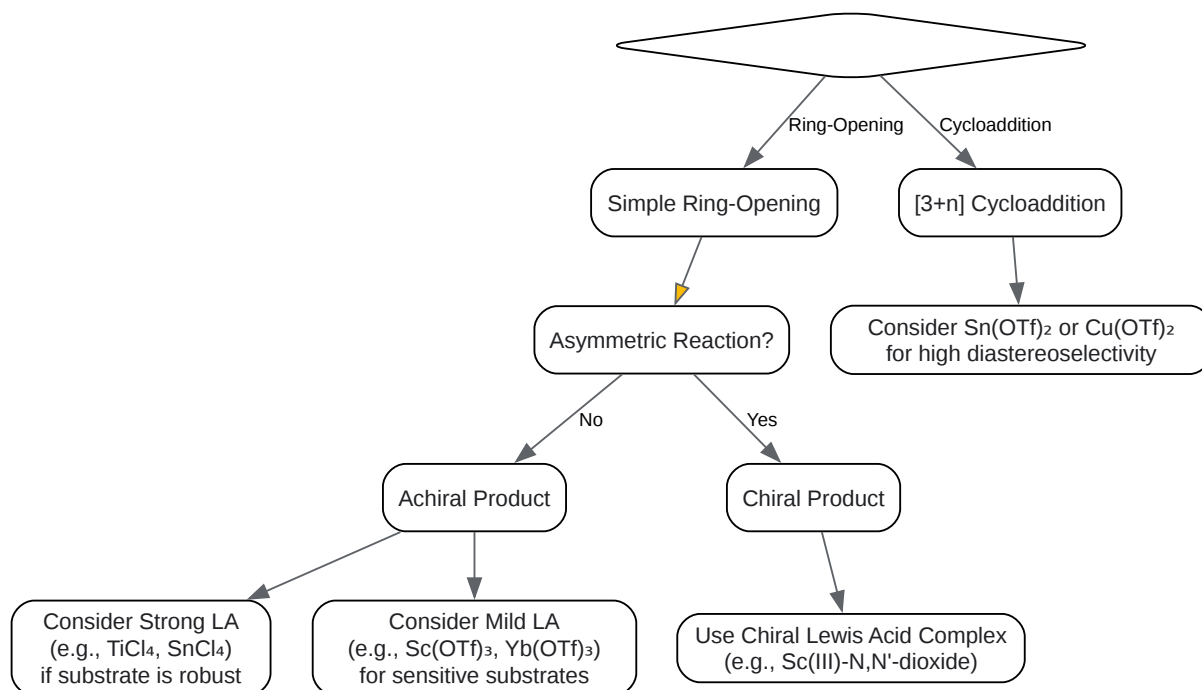 Ring-Opening
Cycloaddition
Simple Ring-Opening
[3+n] Cycloaddition
Asymmetric Reaction?
Consider Sn(OTf)₂ or Cu(OTf)₂
for high diastereoselectivity
No
Yes
Achiral Product
Chiral Product
Consider Strong LA
(e.g., TiCl₄, SnCl₄)
if substrate is robust
Consider Mild LA
(e.g., Sc(OTf)₃, Yb(OTf)₃)
for sensitive substrates
Use Chiral Lewis Acid Complex
(e.g., Sc(III)-N,N'-dioxide)